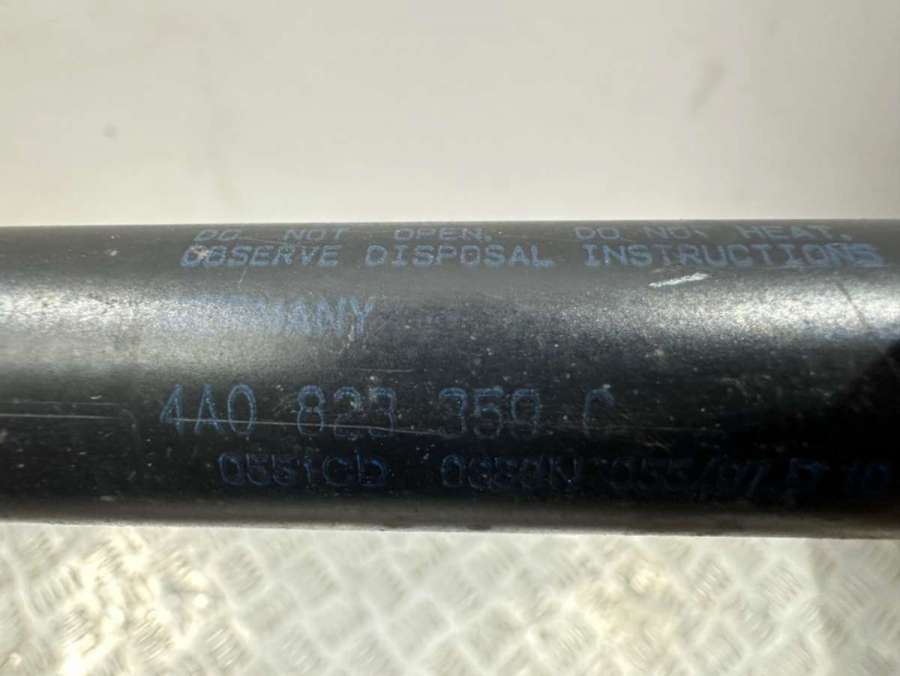 DO NOT OPEN. DO NOT HEAT.
OBSERVE DISPOSAL INSTRUCTIONS
GERMANY
4A0 823 359 C